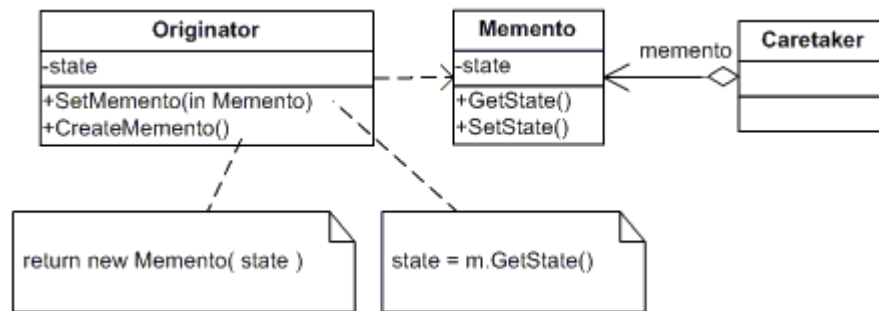 Originator
-state
+SetMemento(in Memento)
+CreateMemento()
Memento
-state
+GetState()
+SetState()
memento
Caretaker
return new Memento( state )
state = m.GetState()